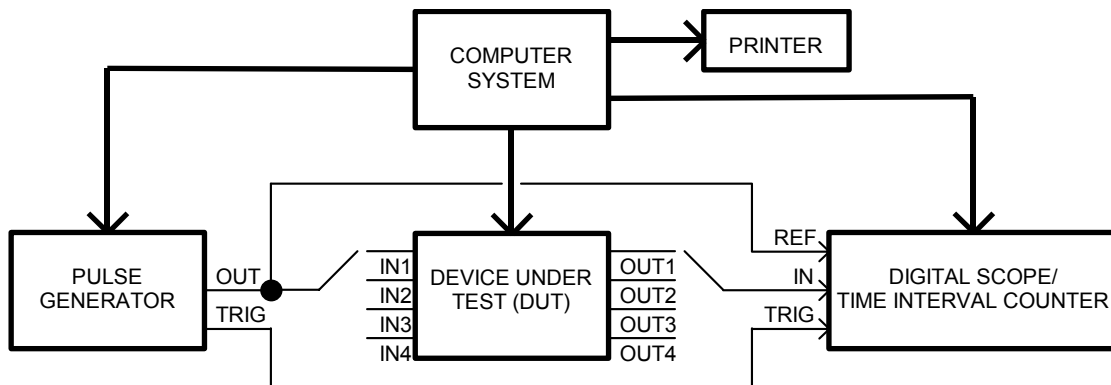 COMPUTER
SYSTEM
PRINTER
PULSE
GENERATOR
OUT
TRIG
IN1
IN2
IN3
IN4
DEVICE UNDER
TEST (DUT)
OUT1
OUT2
OUT3
OUT4
REF
IN
TRIG
DIGITAL SCOPE/
TIME INTERVAL COUNTER